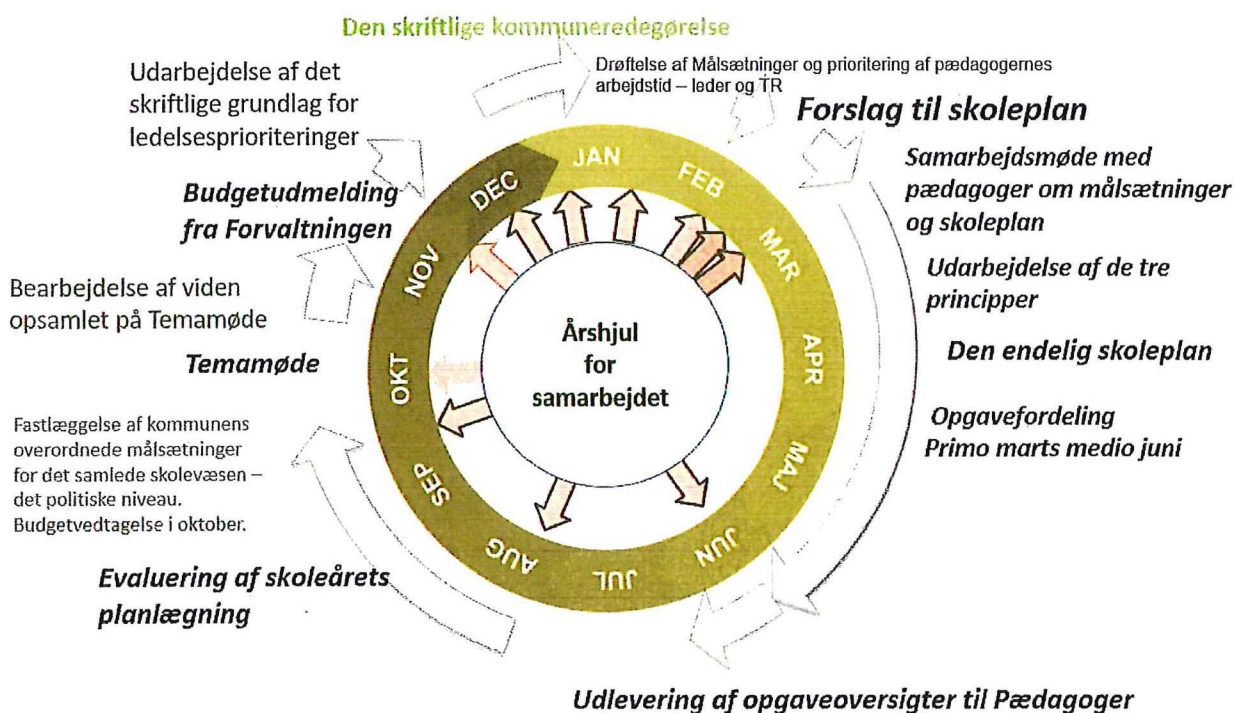 Den skriftlige kommuneredegørelse
Drøftelse af Målsætninger og prioritering af pædagogernes
arbejdstid – leder og TR
Forslag til skoleplan
Samarbejdsmøde med
pædagoger om målsætninger
og skoleplan
Udarbejdelse af de tre
principper
Den endelig skoleplan
Opgavefordeling
Primo marts medio juni
Udlevering af opgaveoversigter til Pædagoger
Evaluering af skoleårets
planlægning
Fastlæggelse af kommunens
overordnede målsætninger
for det samlede skolevæsen –
det politiske niveau.
Budgetvedtagelse i oktober.
Temamøde
Bearbejdelse af viden
opsamlet på Temamøde
Budgetudmelding
fra Forvaltningen
Udarbejdelse af det
skriftlige grundlag for
ledelsesprioriteringer
JAN
FEB
MAR
APR
MAJ
JUN
JUL
AUG
SEP
OKT
NOV
DEC
Årshjul
for
samarbejdet